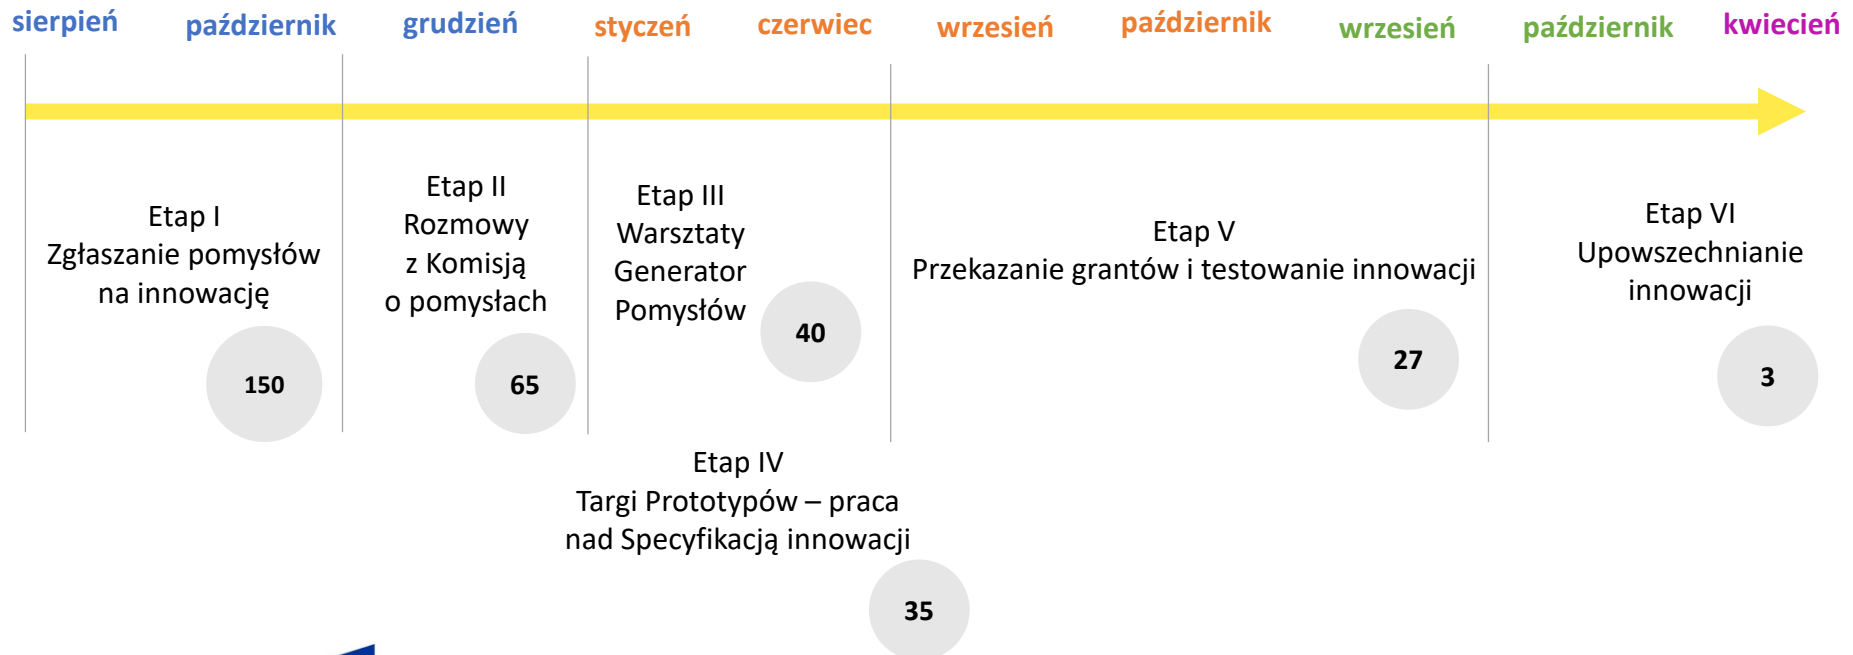 sierpień październik grudzień styczeń czerwiec wrzesień październik wrzesień październik kwiecień
Etap I
Zgłaszanie pomysłów
na innowację
150
Etap II
Rozmowy
z Komisją
o pomysłach
65
Etap III
Warsztaty
Generator
Pomysłów
40
Etap IV
Targi Prototypów – praca
nad Specyfikacją innowacji
35
Etap V
Przekazanie grantów i testowanie innowacji
27
Etap VI
Upowszechnianie
innowacji
3